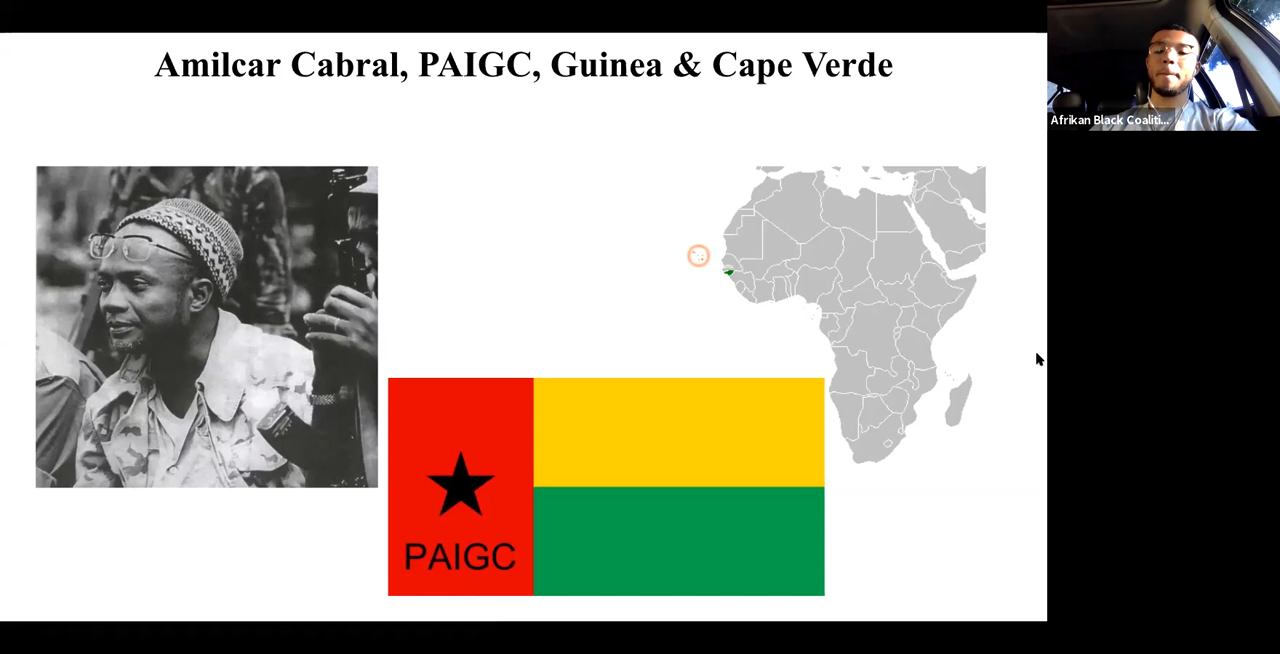 Amilcar Cabral, PAIGC, Guinea & Cape Verde
Afrikan Black Coaliti...
PAIGC